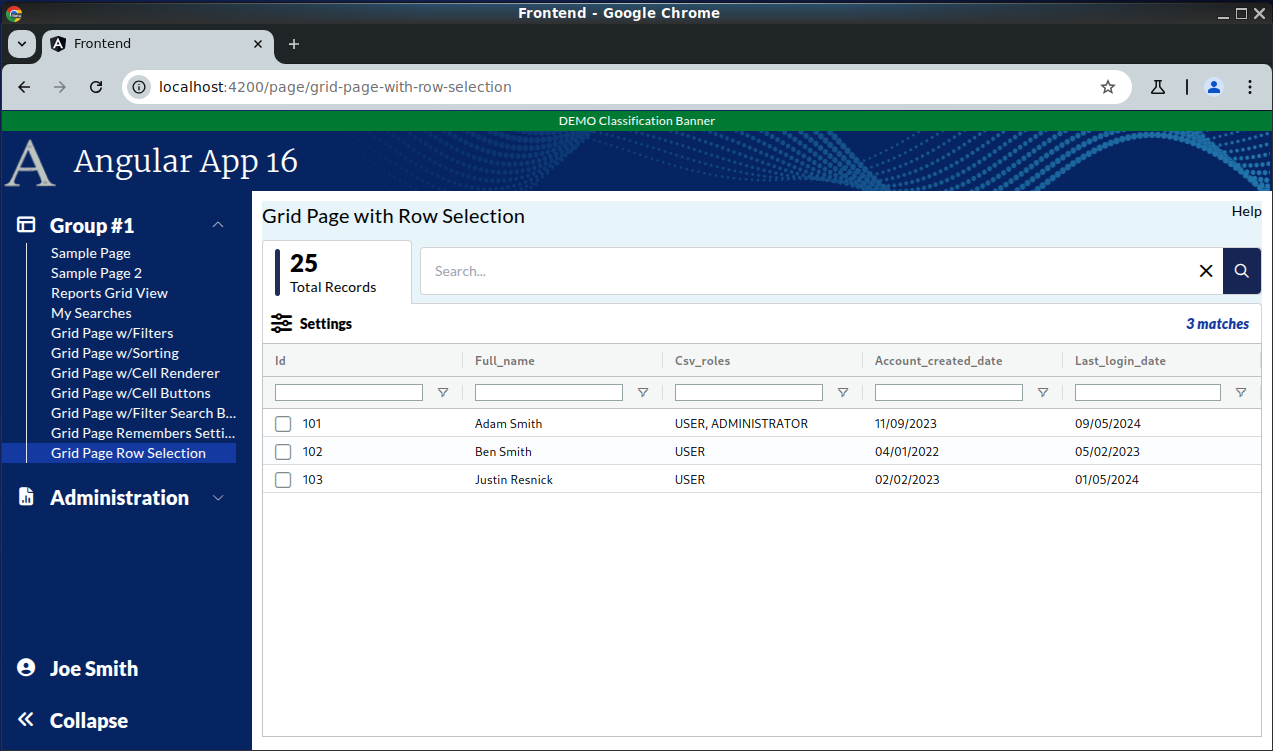 Frontend - Google Chrome
Frontend
localhost:4200/page/grid-page-with-row-selection
DEMO Classification Banner
A Angular App 16
Group #1
Sample Page
Sample Page 2
Reports Grid View
My Searches
Grid Page w/Filters
Grid Page w/Sorting
Grid Page w/Cell Renderer
Grid Page w/Cell Buttons
Grid Page w/Filter Search B...
Grid Page Remembers Setti...
Grid Page Row Selection
Administration
Joe Smith
Collapse
Grid Page with Row Selection
Help
25
Total Records
Search...
Settings
3 matches
Id Full_name Csv_roles Account_created_date Last_login_date
101 Adam Smith USER, ADMINISTRATOR 11/09/2023 09/05/2024
102 Ben Smith USER 04/01/2022 05/02/2023
103 Justin Resnick USER 02/02/2023 01/05/2024